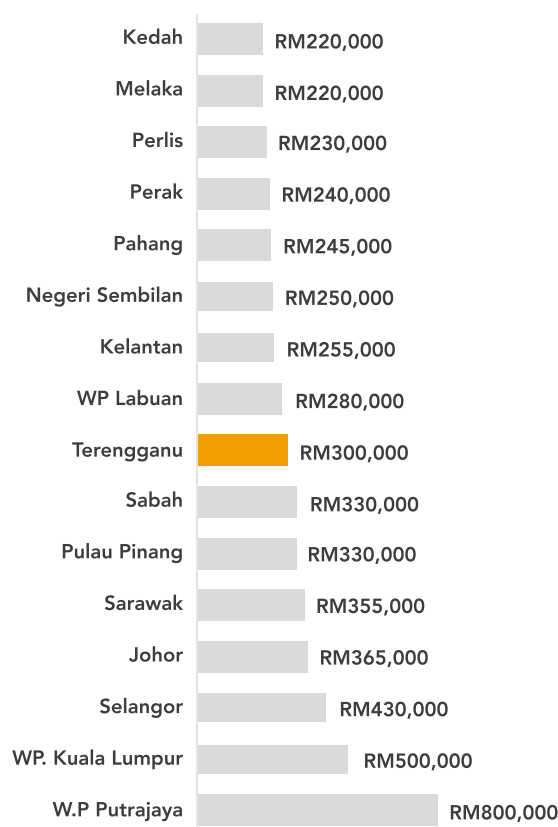 Kedah RM220,000
Melaka RM220,000
Perlis RM230,000
Perak RM240,000
Pahang RM245,000
Negeri Sembilan RM250,000
Kelantan RM255,000
WP Labuan RM280,000
Terengganu RM300,000
Sabah RM330,000
Pulau Pinang RM330,000
Sarawak RM355,000
Johor RM365,000
Selangor RM430,000
WP. Kuala Lumpur RM500,000
W.P Putrajaya RM800,000